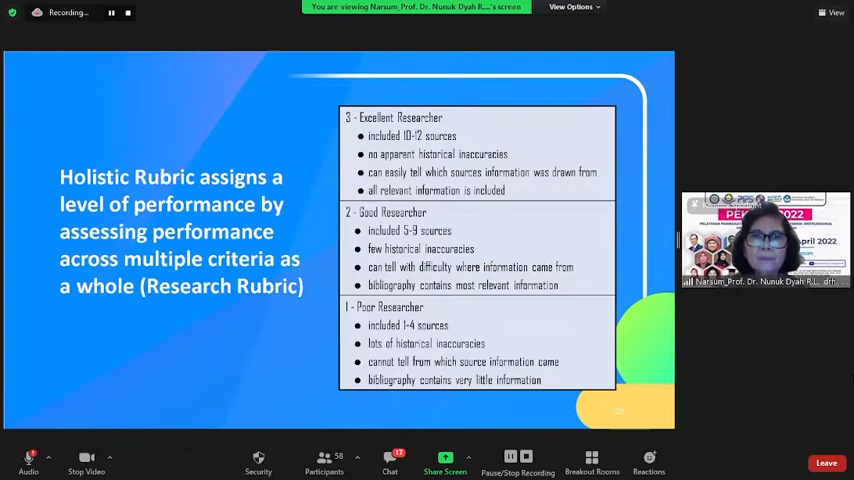 Recording...
You are viewing Narsum_Prof. Dr. Nunuk Dyah R....'s screen
View Options
View
Holistic Rubric assigns a
level of performance by
assessing performance
across multiple criteria as
a whole (Research Rubric)
3 - Excellent Researcher
● included 10-12 sources
● no apparent historical inaccuracies
● can easily tell which sources information was drawn from
● all relevant information is included
2 - Good Researcher
● included 5-9 sources
● few historical inaccuracies
● can tell with difficulty where information came from
● bibliography contains most relevant information
1 - Poor Researcher
● included 1-4 sources
● lots of historical inaccuracies
● cannot tell from which source information came
● bibliography contains very little information
25
2022
April 2022
Narsum_Prof. Dr. Nunuk Dyah R.L. drh. ...
Audio
Stop Video
Security
58
Participants
17
Chat
Share Screen
Pause/Stop Recording
Breakout Rooms
Reactions
Leave